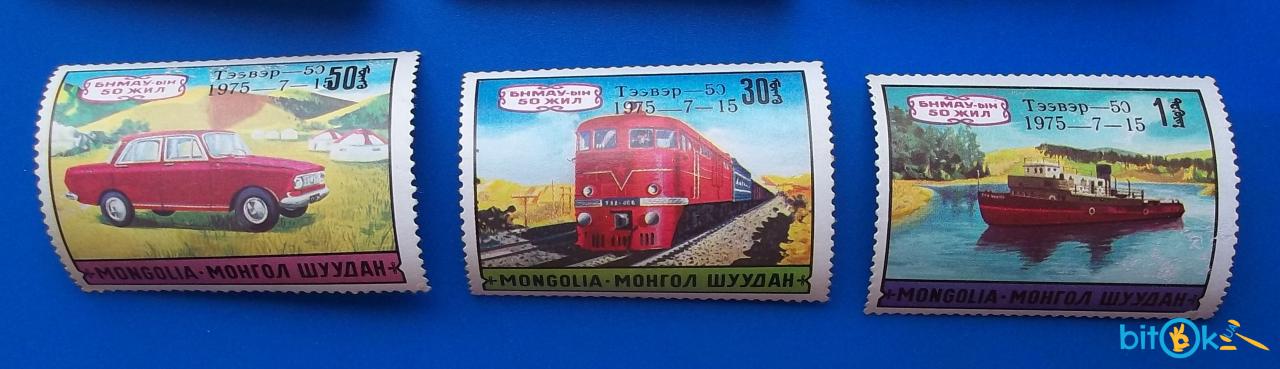 БНМАУ-ын
50 ЖИЛ
Тээвэр—50
1975—7—15
50
MONGOLIA · МОНГОЛ ШУУДАН
БНМАУ-ын
50 ЖИЛ
Тээвэр—50
1975—7—15
30
MONGOLIA · МОНГОЛ ШУУДАН
БНМАУ-ын
50 ЖИЛ
Тээвэр—50
1975—7—15
1
MONGOLIA · МОНГОЛ ШУУДАН
bitok
UA